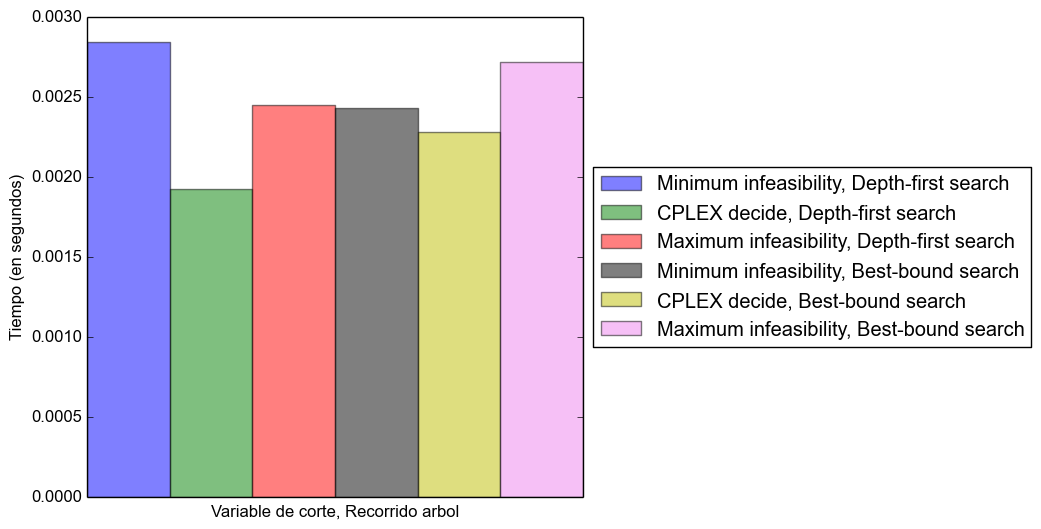 0.0030
0.0025
0.0020
0.0015
0.0010
0.0005
0.0000
Tiempo (en segundos)
Variable de corte, Recorrido arbol
Minimum infeasibility, Depth-first search
CPLEX decide, Depth-first search
Maximum infeasibility, Depth-first search
Minimum infeasibility, Best-bound search
CPLEX decide, Best-bound search
Maximum infeasibility, Best-bound search